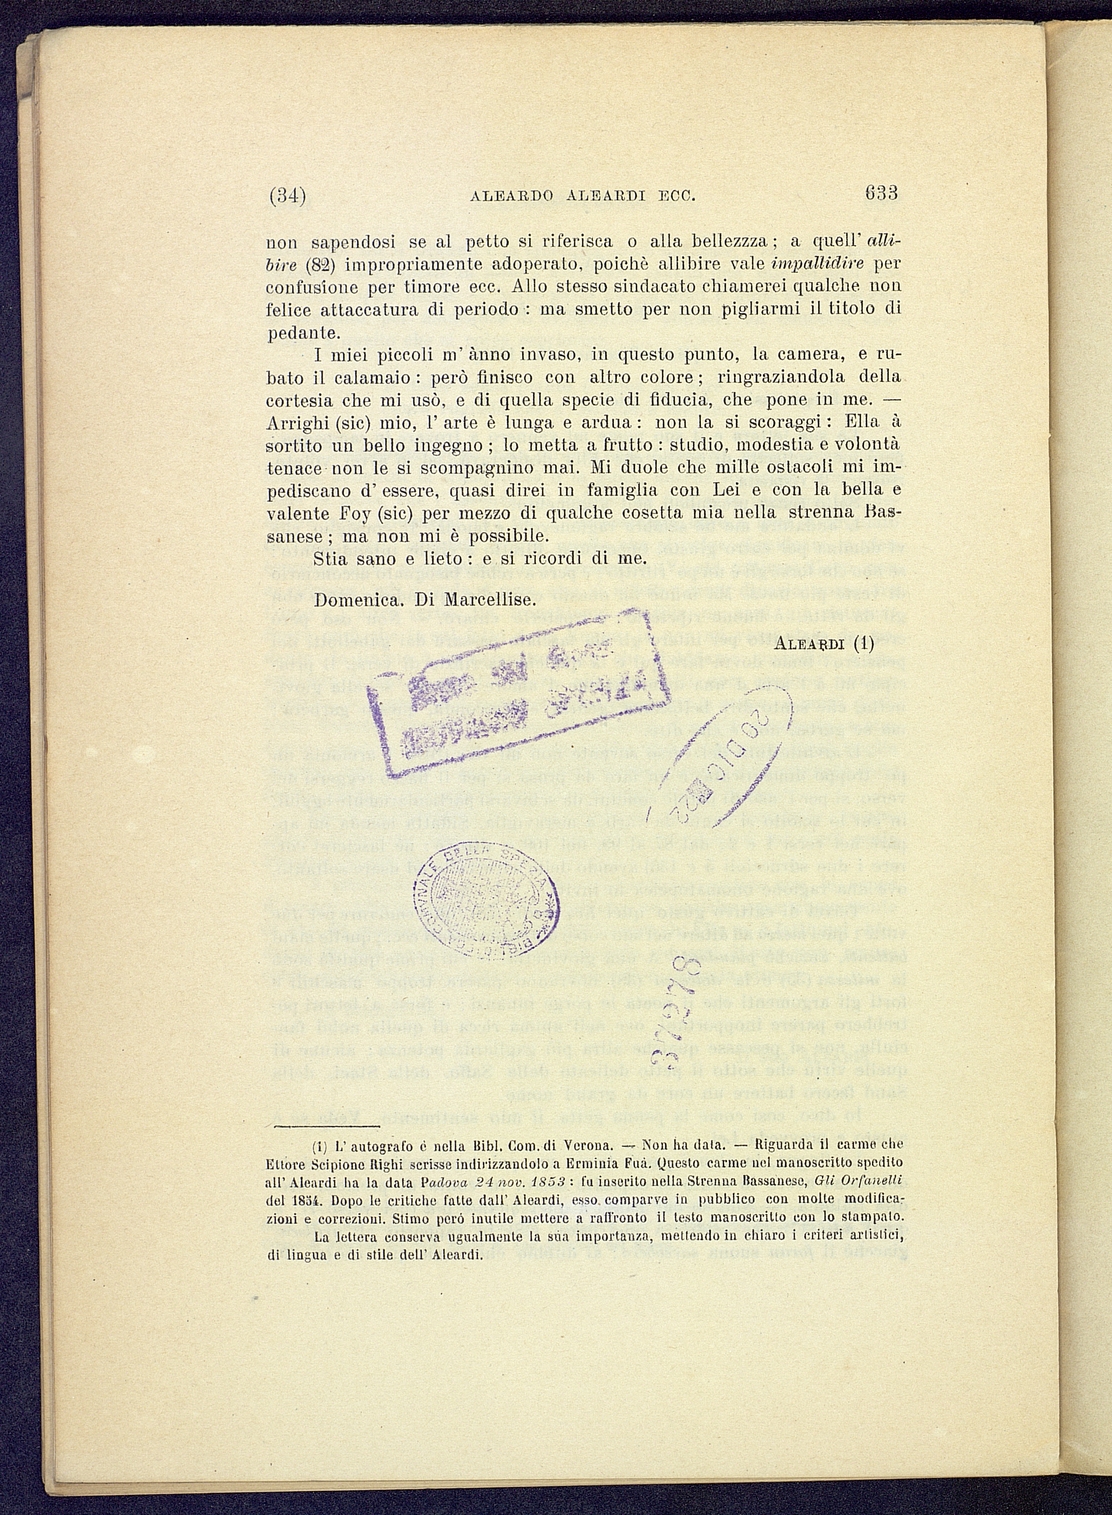 (34) ALEARDO ALEARDI ECC. 633
non sapendosi se al petto si riferisca o alla bellezzza ; a quell' alli-
bire (82) impropriamente adoperato, poichè allibire vale impallidire per
confusione per timore ecc. Allo stesso sindacato chiamerei qualche non
felice attaccatura di periodo : ma smetto per non pigliarmi il titolo di
pedante.
I miei piccoli m' ànno invaso, in questo punto, la camera, e ru-
bato il calamaio : però finisco con altro colore ; ringraziandola della
cortesia che mi usò, e di quella specie di fiducia, che pone in me. —
Arrighi (sic) mio, l' arte è lunga e ardua : non la si scoraggi : Ella à
sortito un bello ingegno ; lo metta a frutto : studio, modestia e volontà
tenace non le si scompagnino mai. Mi duole che mille ostacoli mi im-
pediscano d' essere, quasi direi in famiglia con Lei e con la bella e
valente Foy (sic) per mezzo di qualche cosetta mia nella strenna Bas-
sanese ; ma non mi è possibile.
Stia sano e lieto : e si ricordi di me.
Domenica. Di Marcellise.
ALEARDI (1)
SPEZIA
20 DIC 1922
BIBLIOTECA COMUNALE DELLA SPEZIA
37278
(1) L' autografo è nella Bibl. Com. di Verona. — Non ha data. — Riguarda il carme che
Ettore Scipione Righi scrisse indirizzandolo a Erminia Fuà. Questo carme nel manoscritto spedito
all' Aleardi ha la data Padova 24 nov. 1853 : fu inserito nella Strenna Bassanese, Gli Orfanelli
del 1854. Dopo le critiche fatte dall' Aleardi, esso comparve in pubblico con molte modifica-
zioni e correzioni. Stimo però inutile mettere a raffronto il testo manoscritto con lo stampato.
La lettera conserva ugualmente la sua importanza, mettendo in chiaro i criteri artistici,
di lingua e di stile dell' Aleardi.